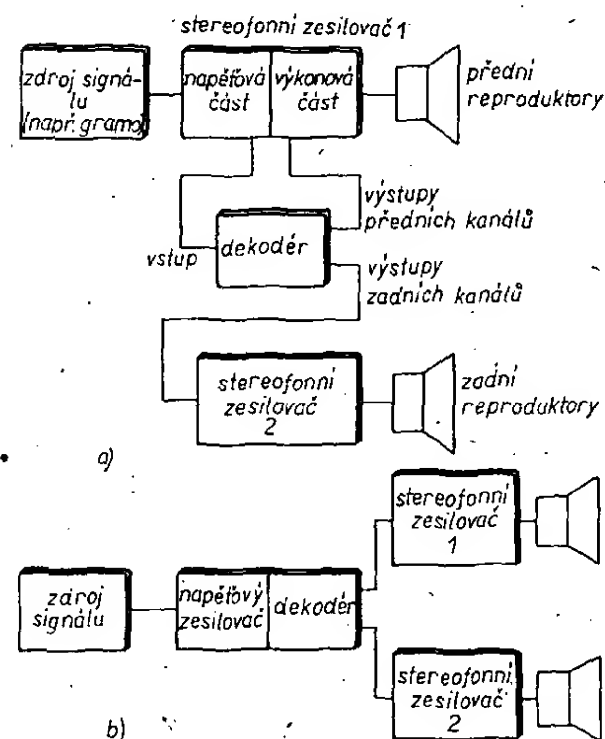 stereofonní zesilovač 1
zdroj signá-
lu
(např. gramo)
napěťová
část
výkonová
část
přední
reproduktory
vstup
dekodér
výstupy
předních kanálů
výstupy
zadních kanálů
stereofonní
zesilovač
2
zadní
reproduktory
a)
zdroj
signálu
napěťový
zesilovač
dekodér
stereofonní
zesilovač
1
stereofonní
zesilovač
2
b)